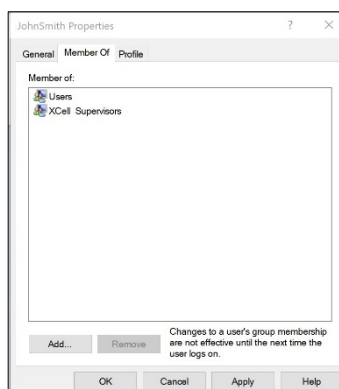 JohnSmith Properties ? ×
General Member Of Profile
Member of:
Users
XCell Supervisors
Add... Remove
Changes to a user's group membership
are not effective until the next time the
user logs on.
OK Cancel Apply Help